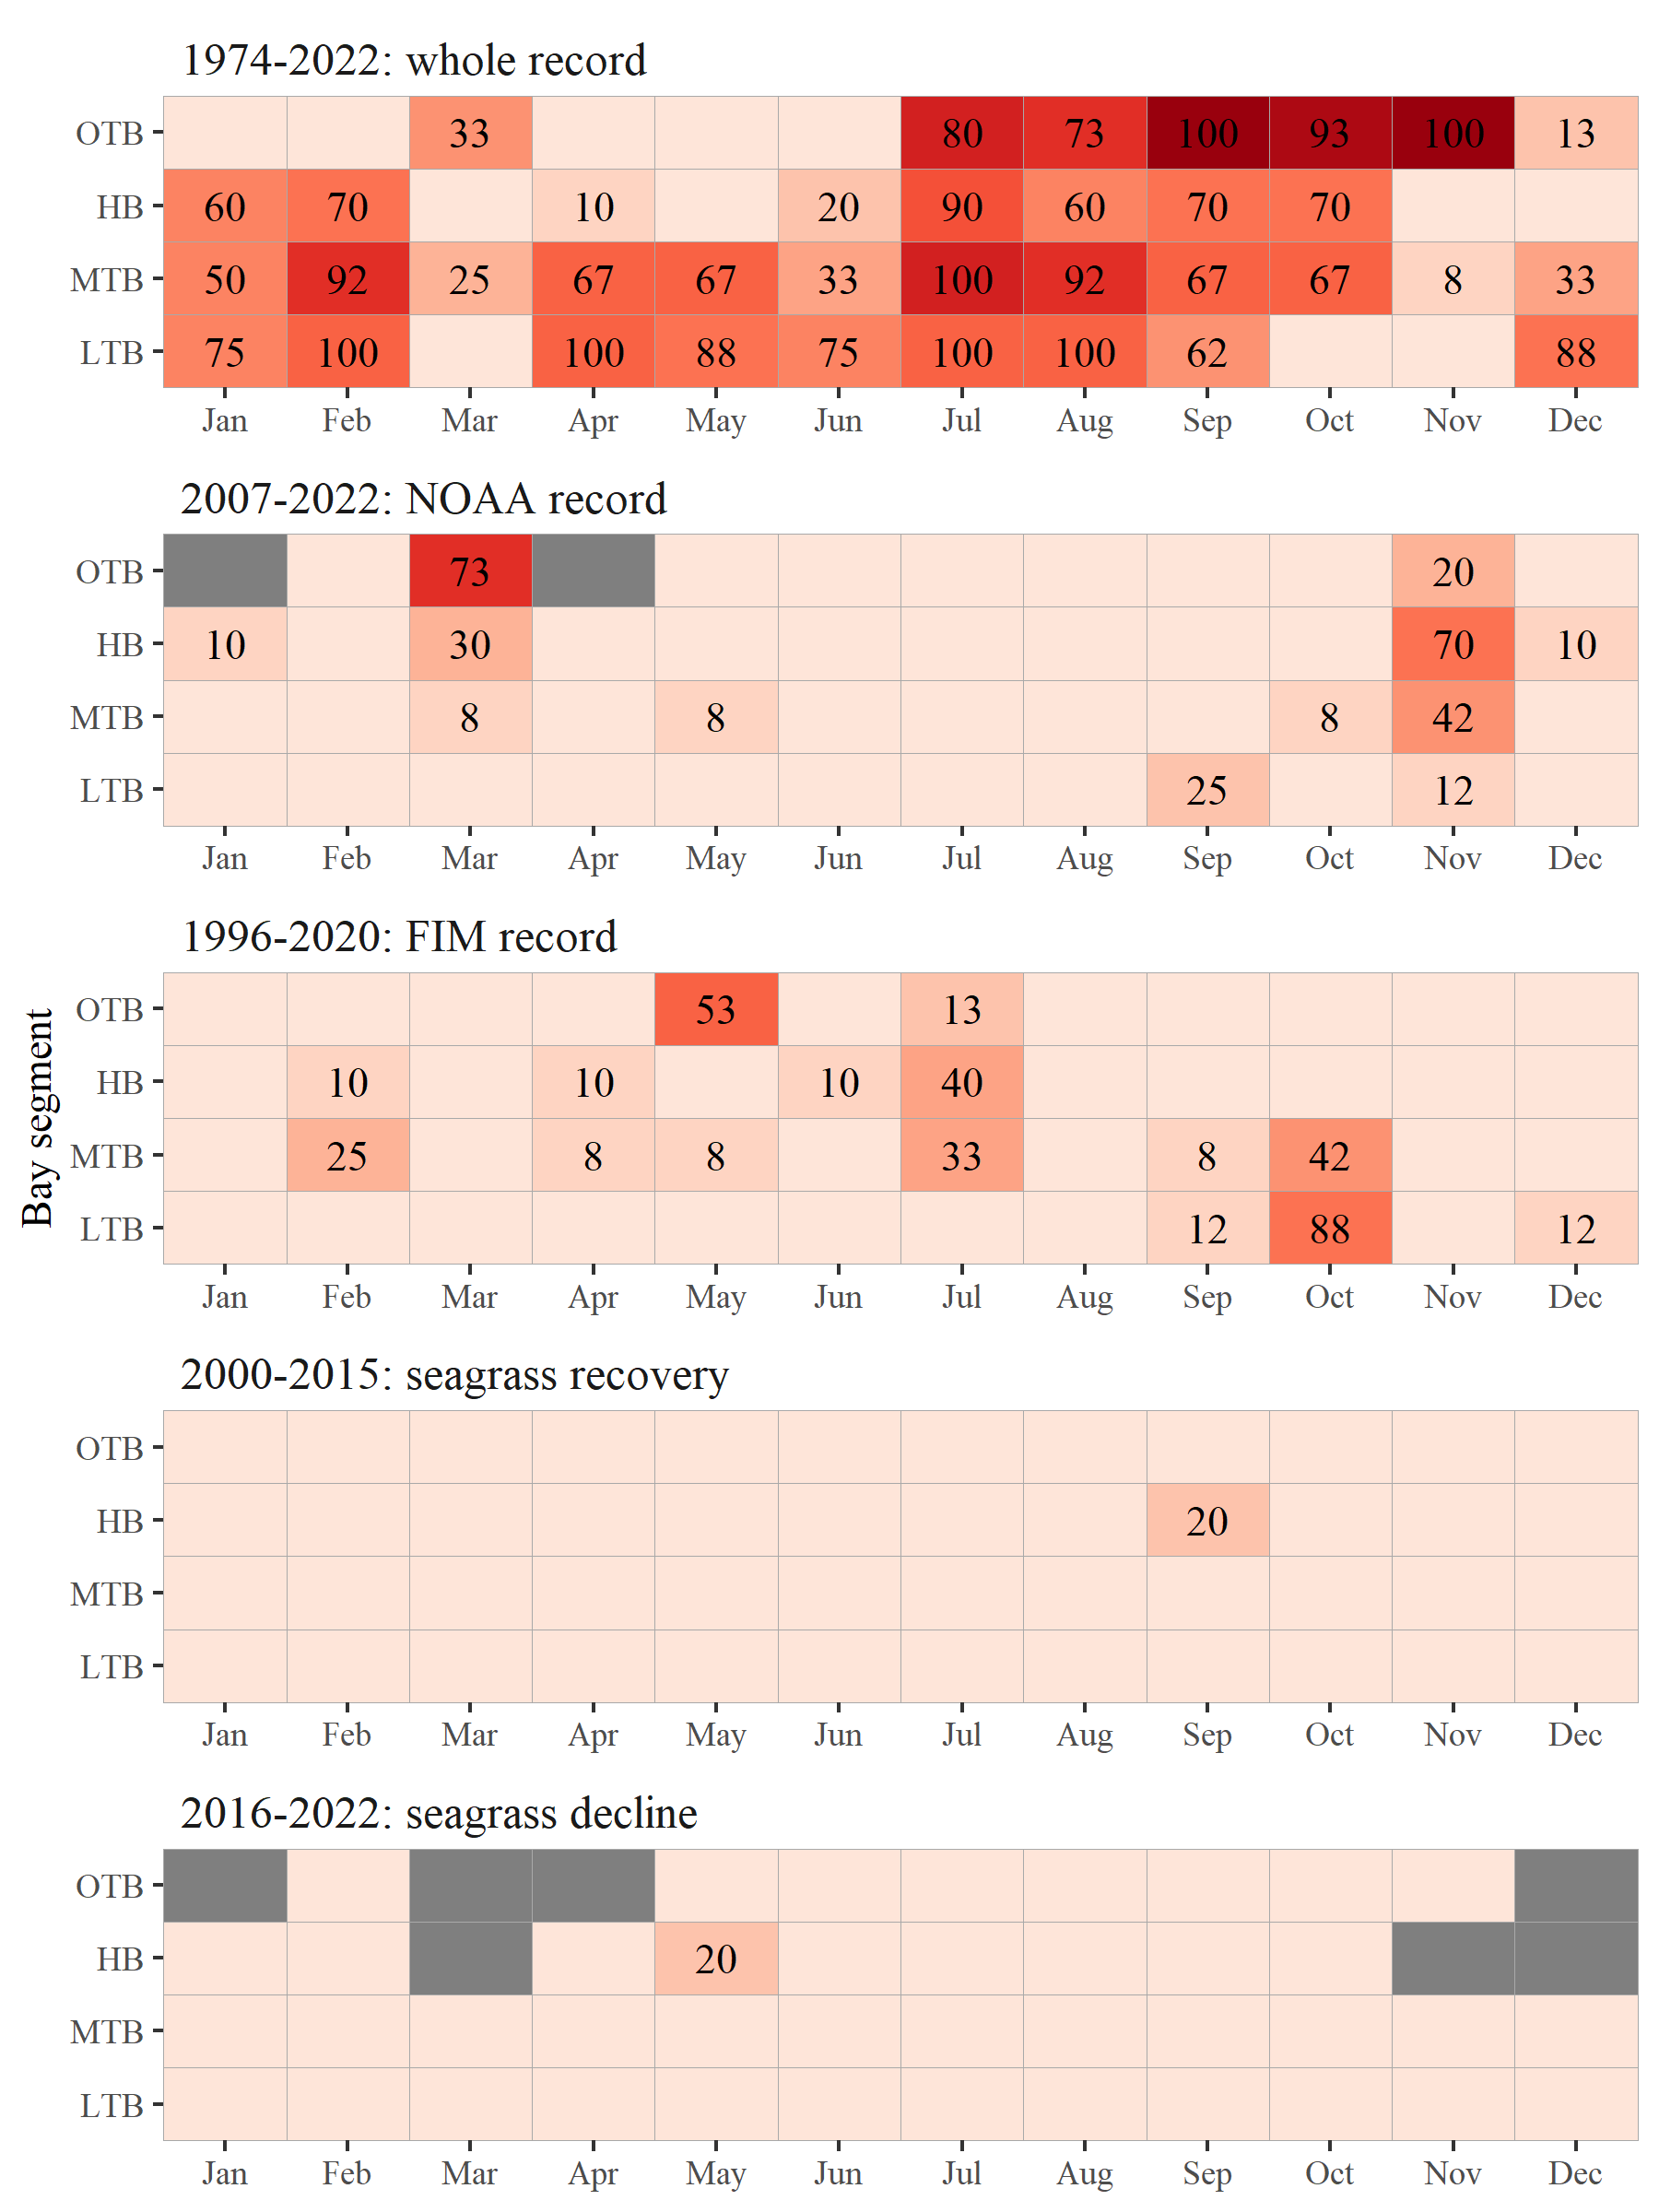 1974-2022: whole record
OTB 33 80 73 100 93 100 13
HB 60 70 10 20 90 60 70 70
MTB 50 92 25 67 67 33 100 92 67 67 8 33
LTB 75 100 100 88 75 100 100 62 88
Jan Feb Mar Apr May Jun Jul Aug Sep Oct Nov Dec
2007-2022: NOAA record
OTB 73 20
HB 10 30 70 10
MTB 8 8 8 42
LTB 25 12
Jan Feb Mar Apr May Jun Jul Aug Sep Oct Nov Dec
1996-2020: FIM record
OTB 53 13
HB 10 10 10 40
MTB 25 8 8 33 8 42
LTB 12 88 12
Jan Feb Mar Apr May Jun Jul Aug Sep Oct Nov Dec
Bay segment
2000-2015: seagrass recovery
OTB
HB 20
MTB
LTB
Jan Feb Mar Apr May Jun Jul Aug Sep Oct Nov Dec
2016-2022: seagrass decline
OTB
HB 20
MTB
LTB
Jan Feb Mar Apr May Jun Jul Aug Sep Oct Nov Dec